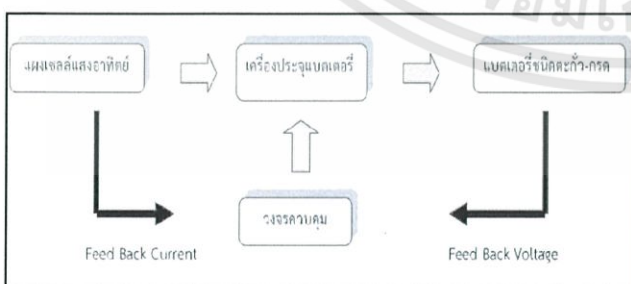 แผงเซลล์แสงอาทิตย์
เครื่องประจุแบตเตอรี่
แบตเตอรี่ชนิดตะกั่ว-กรด
วงจรควบคุม
Feed Back Current
Feed Back Voltage